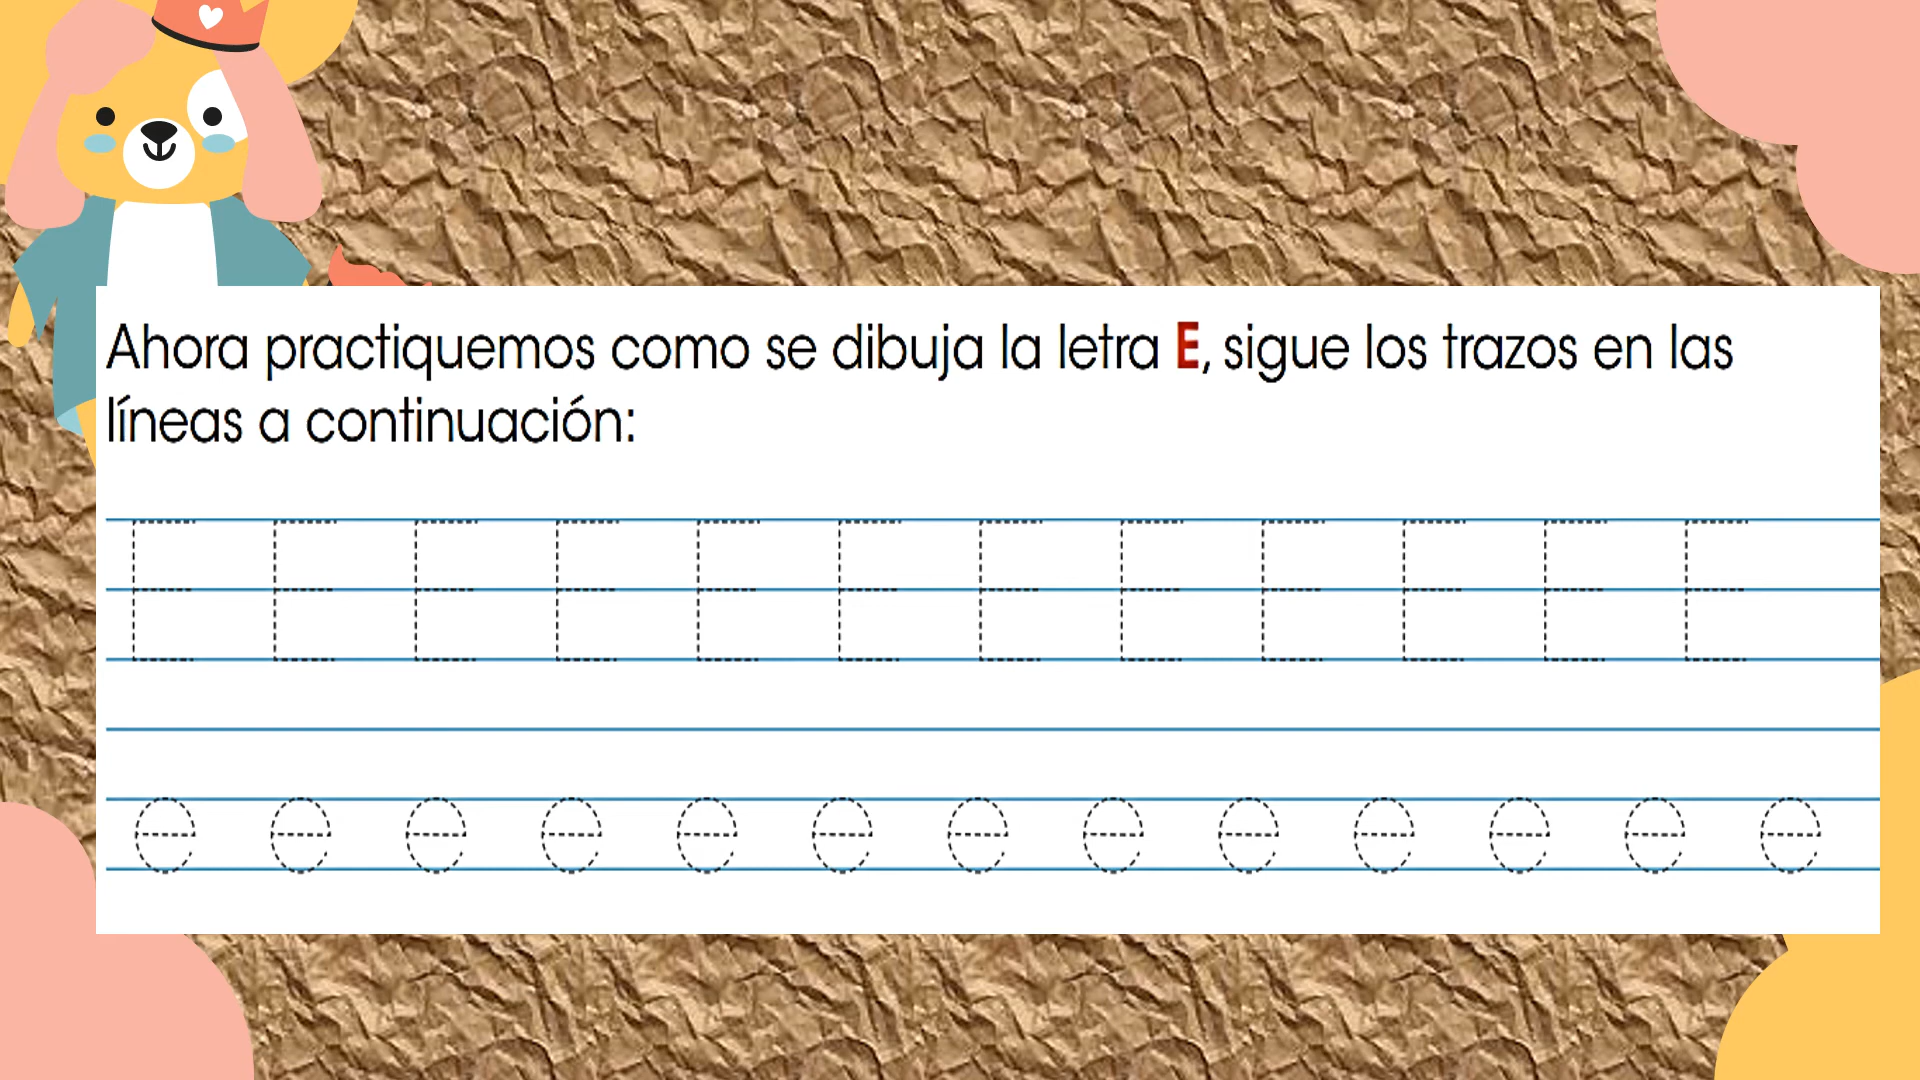 Ahora practiquemos como se dibuja la letra E, sigue los trazos en las
líneas a continuación:
E E E E E E E E E E E E
e e e e e e e e e e e e e